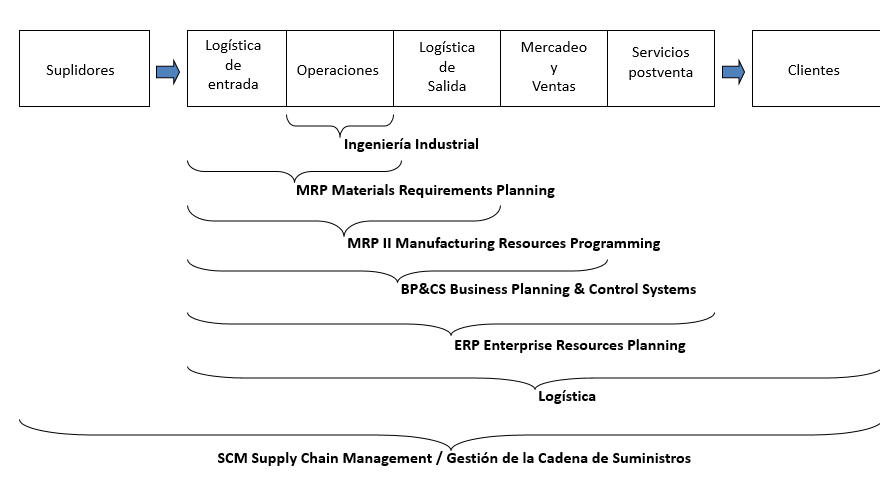 Suplidores
Logística
de
entrada
Operaciones
Logística
de
Salida
Mercadeo
y
Ventas
Servicios
postventa
Clientes
Ingeniería Industrial
MRP Materials Requirements Planning
MRP II Manufacturing Resources Programming
BP&CS Business Planning & Control Systems
ERP Enterprise Resources Planning
Logística
SCM Supply Chain Management / Gestión de la Cadena de Suministros